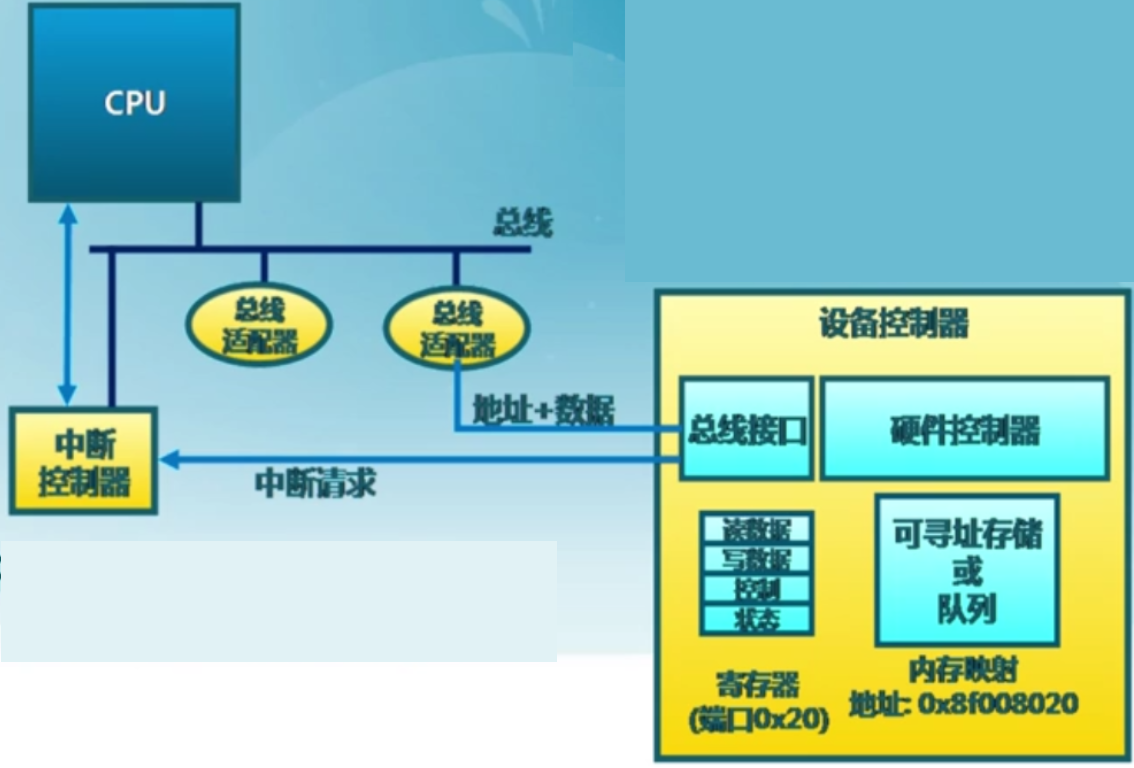 CPU
总线
总线
适配器
总线
适配器
设备控制器
地址+数据
总线接口
硬件控制器
中断
控制器
中断请求
读数据
写数据
控制
状态
可寻址存储
或
队列
寄存器
(端口0x20)
内存映射
地址: 0x8f008020